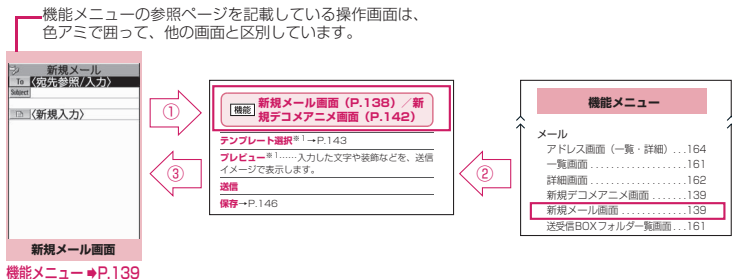 機能メニューの参照ページを記載している操作画面は、
色アミで囲って、他の画面と区別しています。
新規メール
To 〈宛先参照/入力〉
Subject
〈新規入力〉
新規メール画面
機能メニュー➡P.139
①
③
機能 新規メール画面（P.138）／新
規デコメアニメ画面（P.142）
テンプレート選択※1→P.143
プレビュー※1……入力した文字や装飾などを、送信
イメージで表示します。
送信
保存→P.146
②
機能メニュー
メール
アドレス画面（一覧・詳細）...164
一覧画面..................161
詳細画面..................162
新規デコメアニメ画面.......139
新規メール画面.............139
送受信BOXフォルダ一覧画面...161